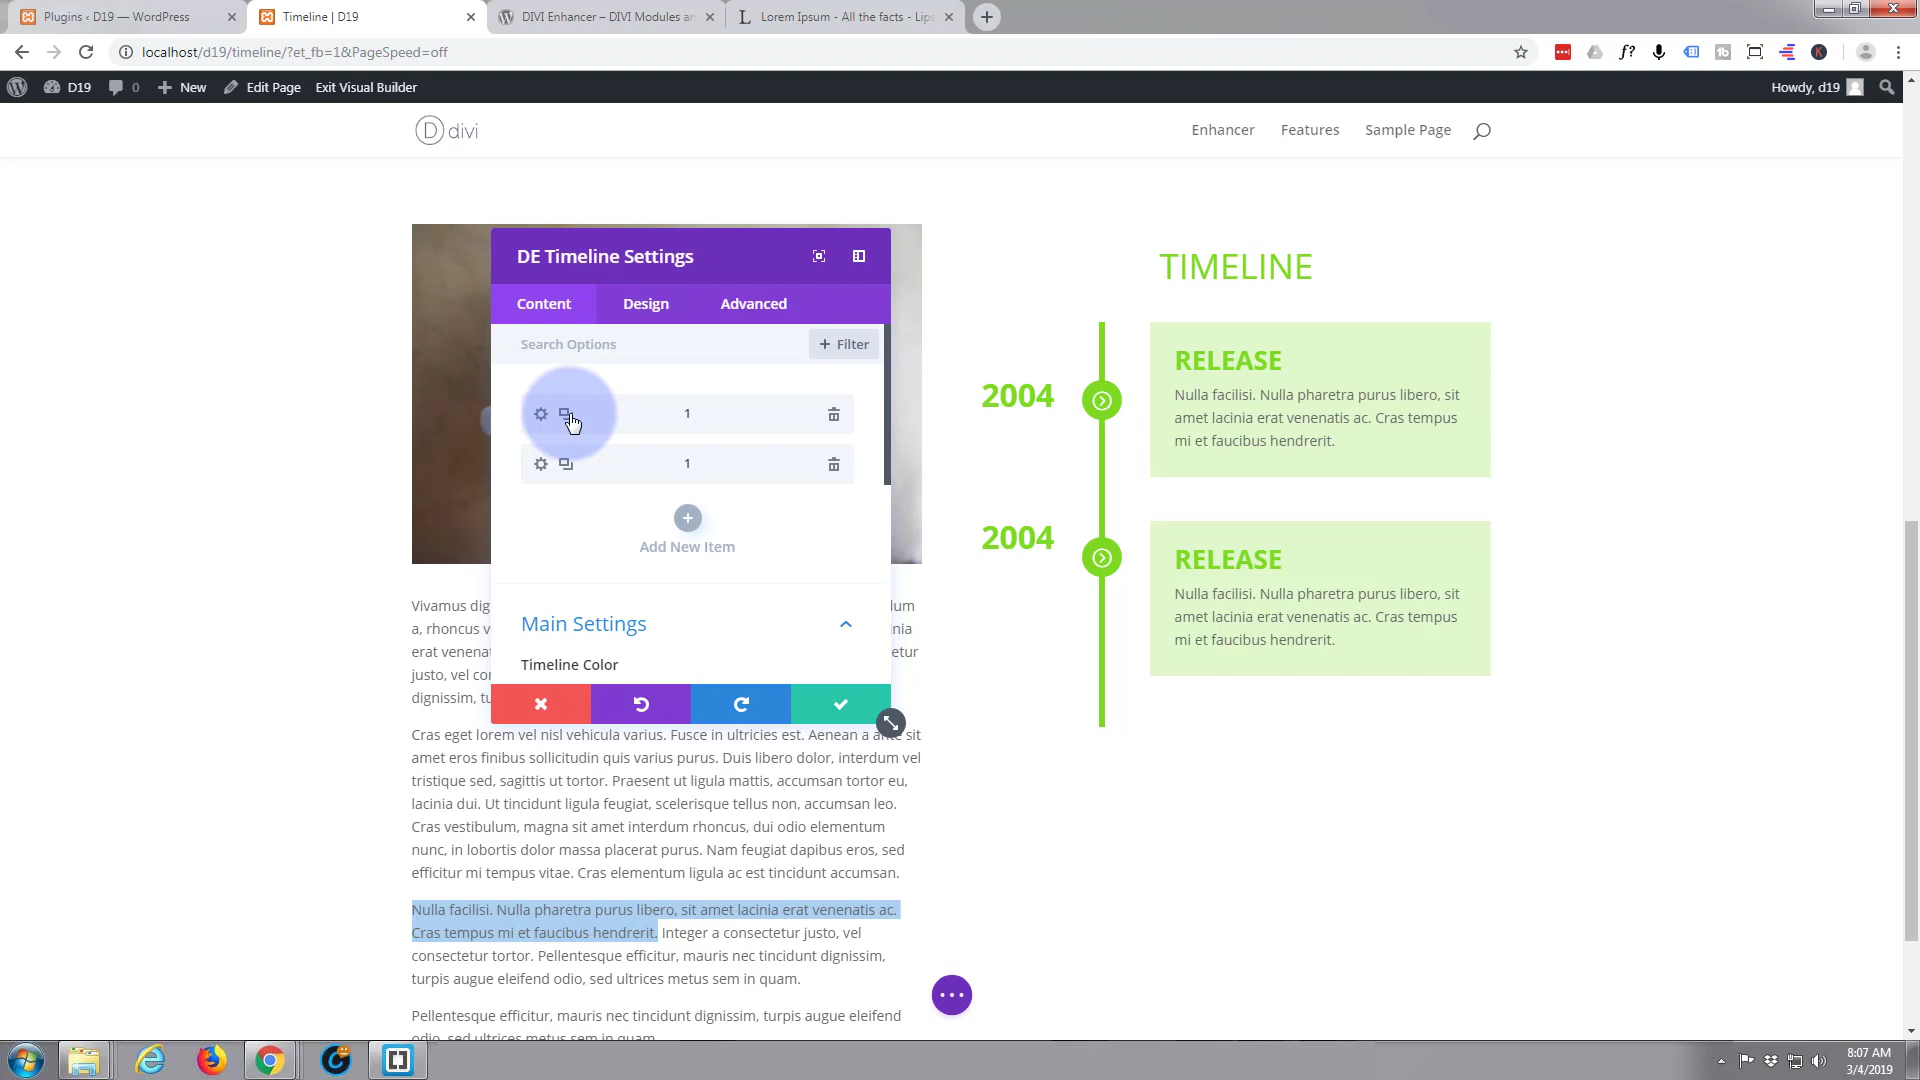 Plugins ‹ D19 — WordPress
Timeline | D19
DIVI Enhancer – DIVI Modules an
Lorem Ipsum - All the facts - Lips
localhost/d19/timeline/?et_fb=1&PageSpeed=off
D19
0
New
Edit Page
Exit Visual Builder
Howdy, d19
D divi
Enhancer
Features
Sample Page
DE Timeline Settings
Content
Design
Advanced
Search Options
+ Filter
1
1
Add New Item
Main Settings
Timeline Color
TIMELINE
2004
RELEASE
Nulla facilisi. Nulla pharetra purus libero, sit
amet lacinia erat venenatis ac. Cras tempus
mi et faucibus hendrerit.
2004
RELEASE
Nulla facilisi. Nulla pharetra purus libero, sit
amet lacinia erat venenatis ac. Cras tempus
mi et faucibus hendrerit.
Vivamus dig
lum
a, rhoncus v
nia
erat venenat
etur
justo, vel con
dignissim, tu
Cras eget lorem vel nisl vehicula varius. Fusce in ultricies est. Aenean a ante sit
amet eros finibus sollicitudin quis varius purus. Duis libero dolor, interdum vel
tristique sed, sagittis ut tortor. Praesent ut ligula mattis, accumsan tortor eu,
lacinia dui. Ut tincidunt ligula feugiat, scelerisque tellus non, accumsan leo.
Cras vestibulum, magna sit amet interdum rhoncus, dui odio elementum
nunc, in lobortis dolor massa placerat purus. Nam feugiat dapibus eros, sed
efficitur mi tempus vitae. Cras elementum ligula ac est tincidunt accumsan.
Nulla facilisi. Nulla pharetra purus libero, sit amet lacinia erat venenatis ac.
Cras tempus mi et faucibus hendrerit. Integer a consectetur justo, vel
consectetur tortor. Pellentesque efficitur, mauris nec tincidunt dignissim,
turpis augue eleifend odio, sed ultrices metus sem in quam.
Pellentesque efficitur, mauris nec tincidunt dignissim, turpis augue eleifend
odio, sed ultrices metus sem in quam.
8:07 AM
3/4/2019